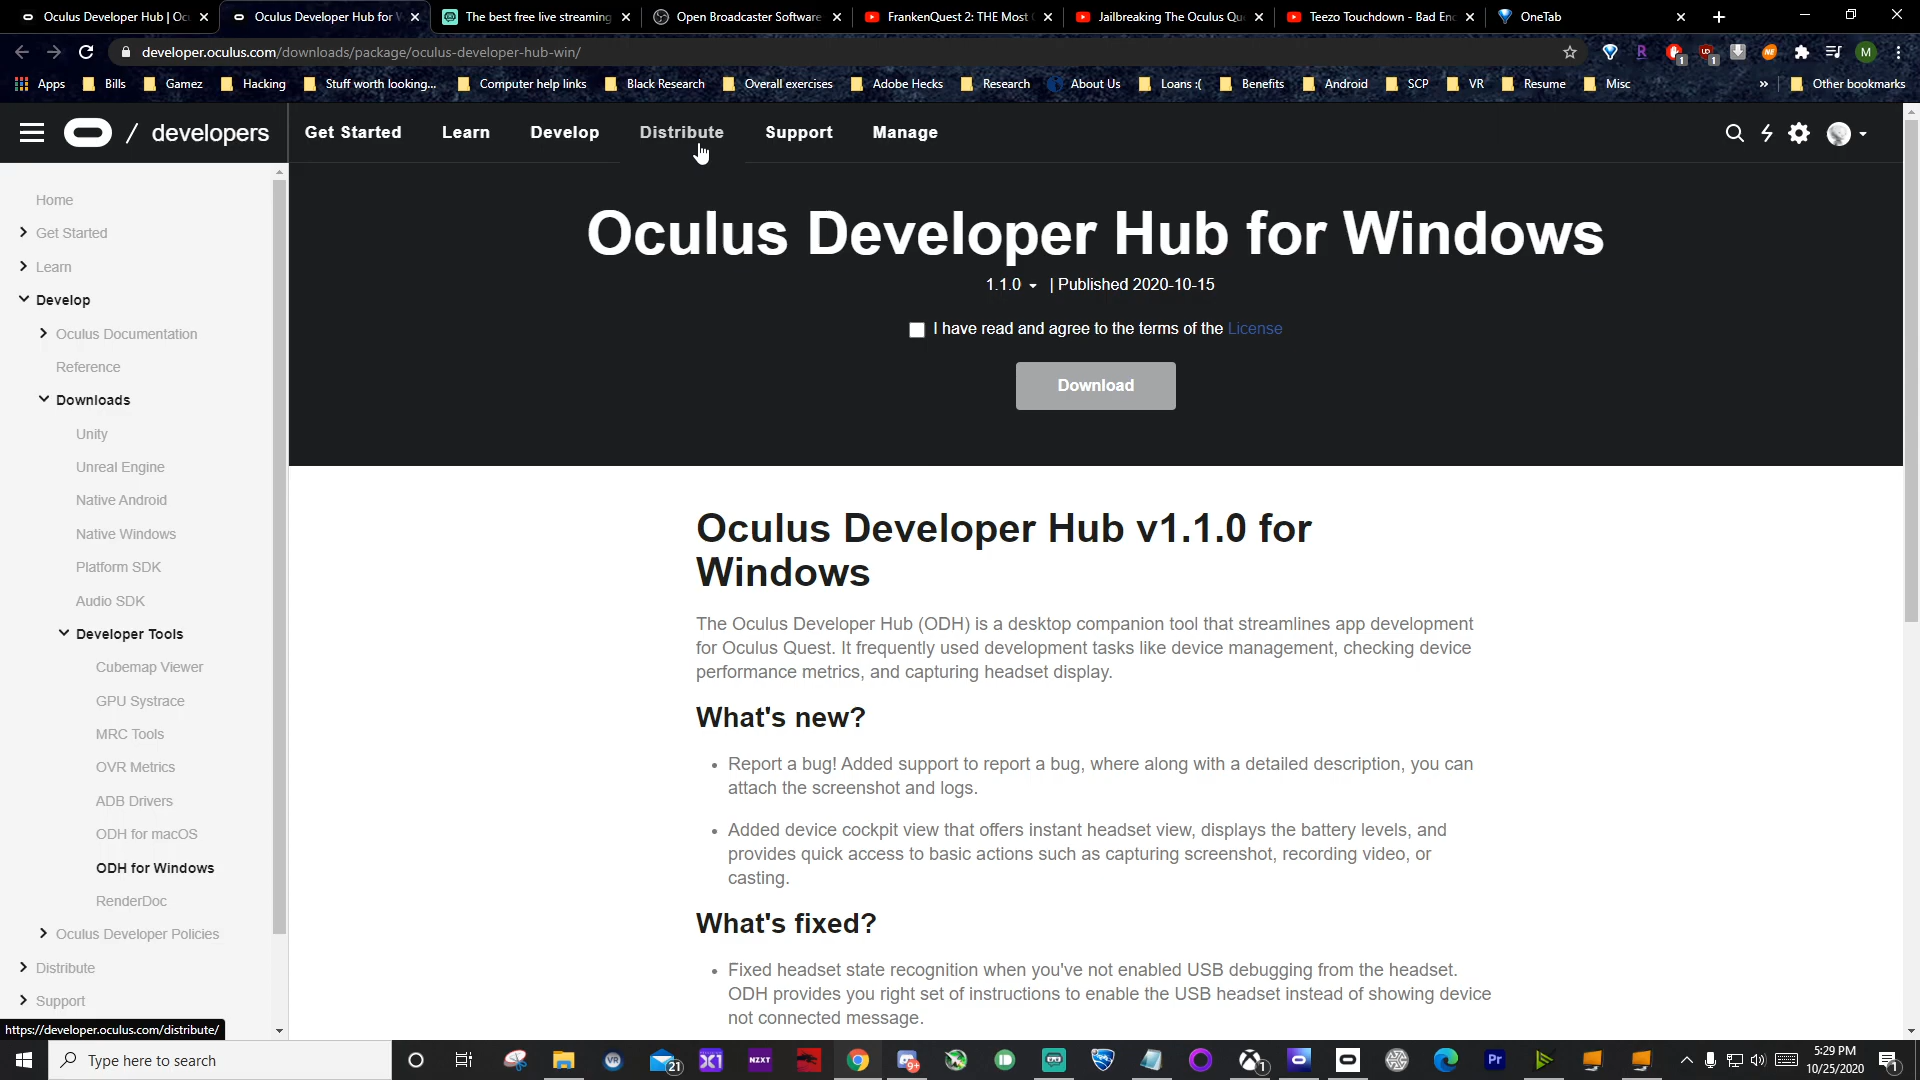 Oculus Developer Hub | Oc
Oculus Developer Hub for W
The best free live streaming
Open Broadcaster Software
FrankenQuest 2: THE Most
Jailbreaking The Oculus Qu
Teezo Touchdown - Bad En
OneTab
developer.oculus.com/downloads/package/oculus-developer-hub-win/
M
Apps
Bills
Gamez
Hacking
Stuff worth looking...
Computer help links
Black Research
Overall exercises
Adobe Hecks
Research
About Us
Loans :(
Benefits
Android
SCP
VR
Resume
Misc
Other bookmarks
/ developers
Get Started
Learn
Develop
Distribute
Support
Manage
Home
Get Started
Learn
Develop
Oculus Documentation
Reference
Downloads
Unity
Unreal Engine
Native Android
Native Windows
Platform SDK
Audio SDK
Developer Tools
Cubemap Viewer
GPU Systrace
MRC Tools
OVR Metrics
ADB Drivers
ODH for macOS
ODH for Windows
RenderDoc
Oculus Developer Policies
Distribute
Support
https://developer.oculus.com/distribute/
Oculus Developer Hub for Windows
1.1.0 | Published 2020-10-15
I have read and agree to the terms of the License
Download
Oculus Developer Hub v1.1.0 for
Windows
The Oculus Developer Hub (ODH) is a desktop companion tool that streamlines app development
for Oculus Quest. It frequently used development tasks like device management, checking device
performance metrics, and capturing headset display.
What's new?
Report a bug! Added support to report a bug, where along with a detailed description, you can
attach the screenshot and logs.
Added device cockpit view that offers instant headset view, displays the battery levels, and
provides quick access to basic actions such as capturing screenshot, recording video, or
casting.
What's fixed?
Fixed headset state recognition when you've not enabled USB debugging from the headset.
ODH provides you right set of instructions to enable the USB headset instead of showing device
not connected message.
Type here to search
VR
21
X1
NZXT
9+
1
Pr
5:29 PM
10/25/2020
1